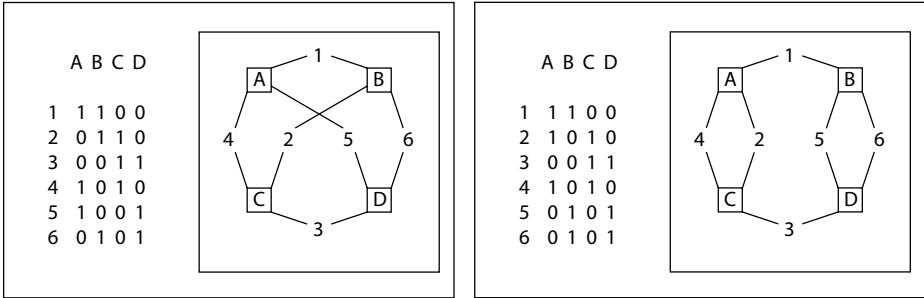 A B C D
1 1 1 0 0
2 0 1 1 0
3 0 0 1 1
4 1 0 1 0
5 1 0 0 1
6 0 1 0 1
1
A B
4 2 5 6
C D
3
A B C D
1 1 1 0 0
2 1 0 1 0
3 0 0 1 1
4 1 0 1 0
5 0 1 0 1
6 0 1 0 1
1
A B
4 2 5 6
C D
3